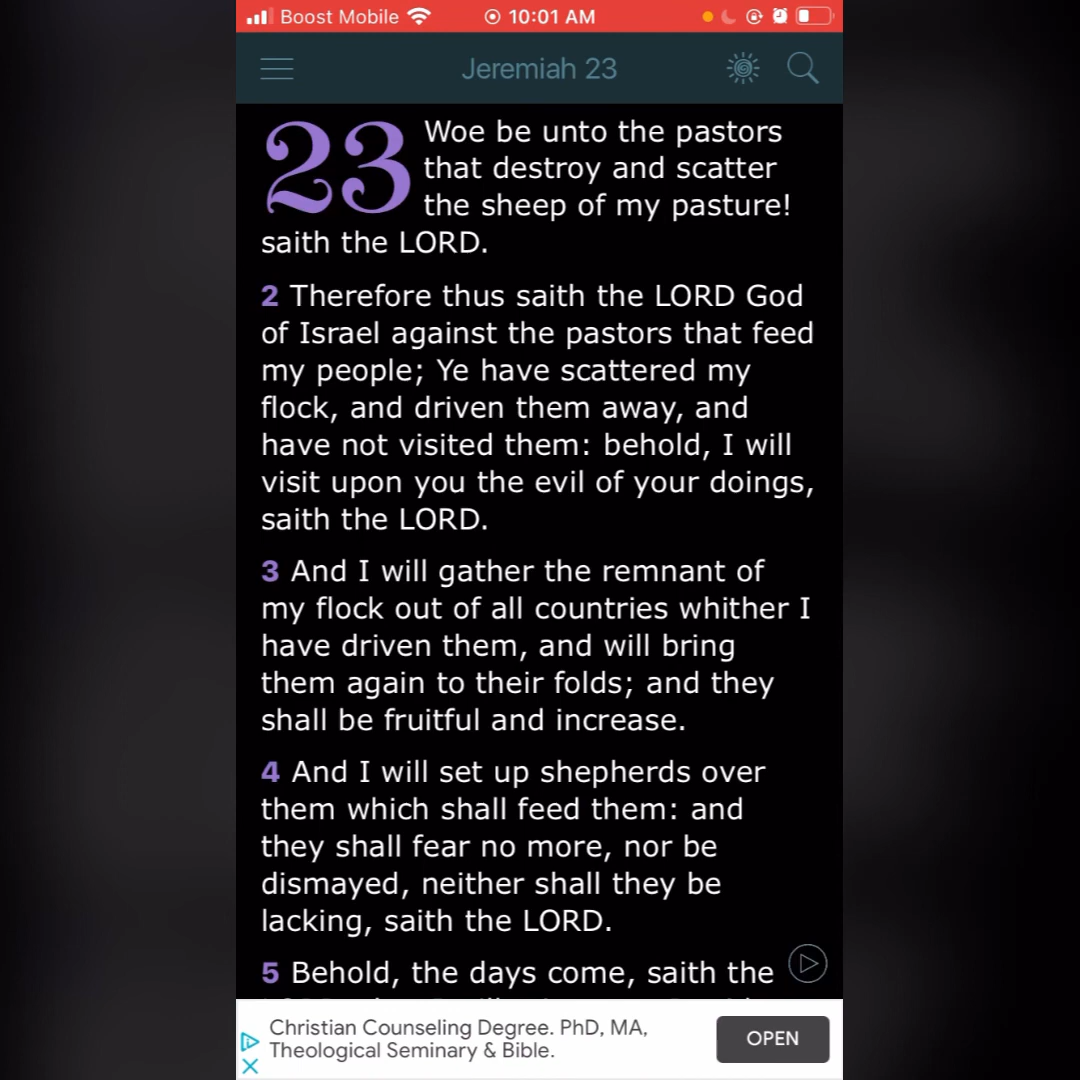 Boost Mobile 10:01 AM
Jeremiah 23
23 Woe be unto the pastors
that destroy and scatter
the sheep of my pasture!
saith the LORD.
2 Therefore thus saith the LORD God
of Israel against the pastors that feed
my people; Ye have scattered my
flock, and driven them away, and
have not visited them: behold, I will
visit upon you the evil of your doings,
saith the LORD.
3 And I will gather the remnant of
my flock out of all countries whither I
have driven them, and will bring
them again to their folds; and they
shall be fruitful and increase.
4 And I will set up shepherds over
them which shall feed them: and
they shall fear no more, nor be
dismayed, neither shall they be
lacking, saith the LORD.
5 Behold, the days come, saith the
Christian Counseling Degree. PhD, MA,
Theological Seminary & Bible.
OPEN